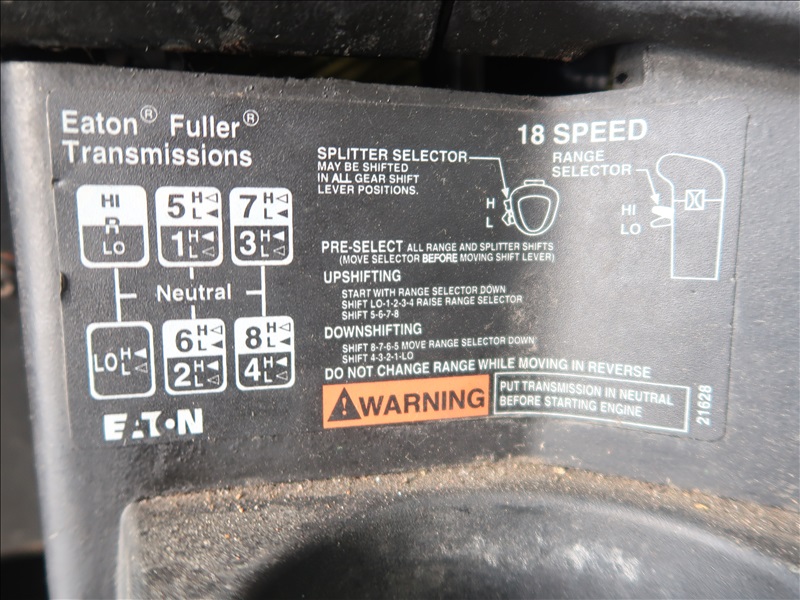 Eaton® Fuller®
Transmissions
18 SPEED
SPLITTER SELECTOR
MAY BE SHIFTED
IN ALL GEAR SHIFT
LEVER POSITIONS.
RANGE
SELECTOR
H
L
HI
LO
HI
R
LO
5 H L
1 H L
7 H L
3 H L
Neutral
LO H L
6 H L
2 H L
8 H L
4 H L
EATON
PRE-SELECT ALL RANGE AND SPLITTER SHIFTS
(MOVE SELECTOR BEFORE MOVING SHIFT LEVER)
UPSHIFTING
START WITH RANGE SELECTOR DOWN
SHIFT LO-1-2-3-4 RAISE RANGE SELECTOR
SHIFT 5-6-7-8
DOWNSHIFTING
SHIFT 8-7-6-5 MOVE RANGE SELECTOR DOWN
SHIFT 4-3-2-1-LO
DO NOT CHANGE RANGE WHILE MOVING IN REVERSE
WARNING
PUT TRANSMISSION IN NEUTRAL
BEFORE STARTING ENGINE
21628